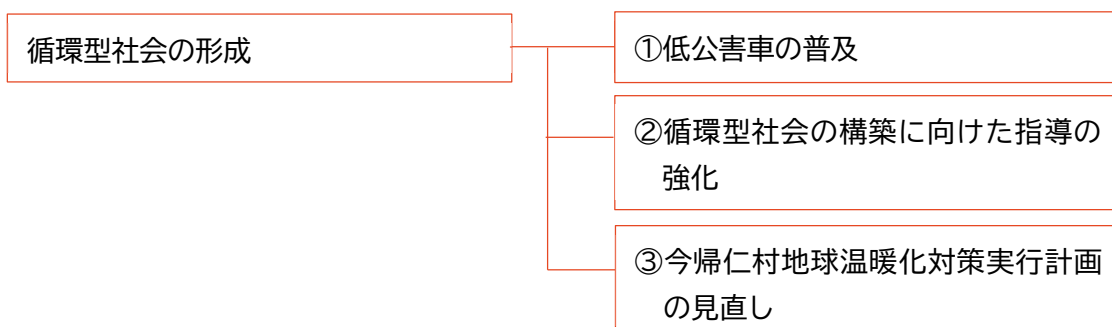 循環型社会の形成
①低公害車の普及
②循環型社会の構築に向けた指導の
強化
③今帰仁村地球温暖化対策実行計画
の見直し